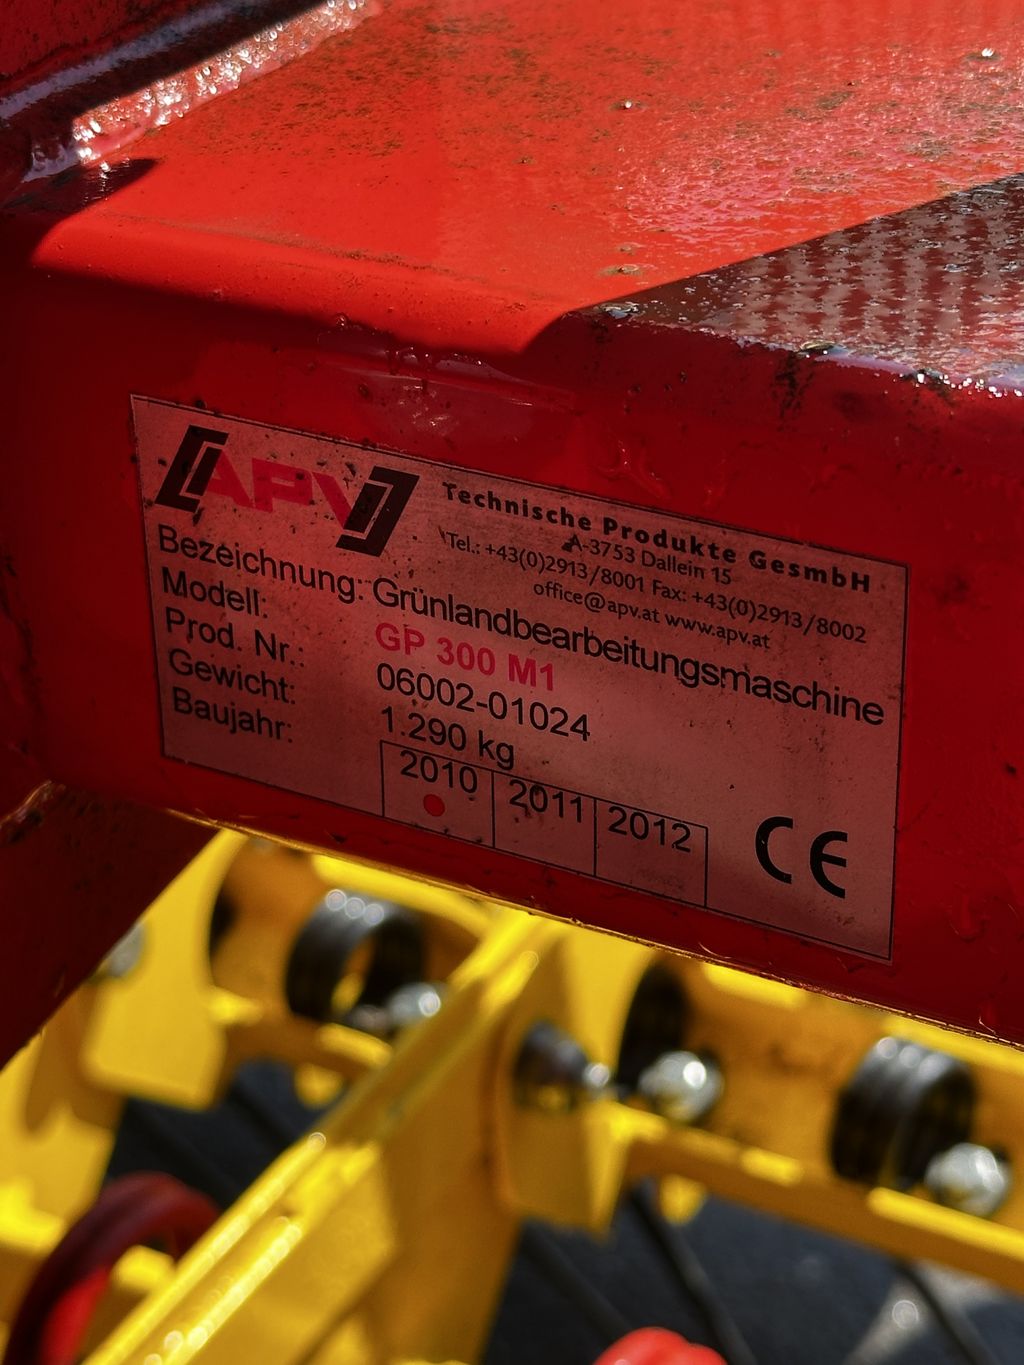 APV
Technische Produkte GesmbH
A-3753 Dallein 15
Tel.: +43(0)2913/8001 Fax: +43(0)2913/8002
office@apv.at www.apv.at
Bezeichnung: Grünlandbearbeitungsmaschine
Modell: GP 300 M1
Prod. Nr.: 06002-01024
Gewicht: 1.290 kg
Baujahr: 2010 2011 2012
CE